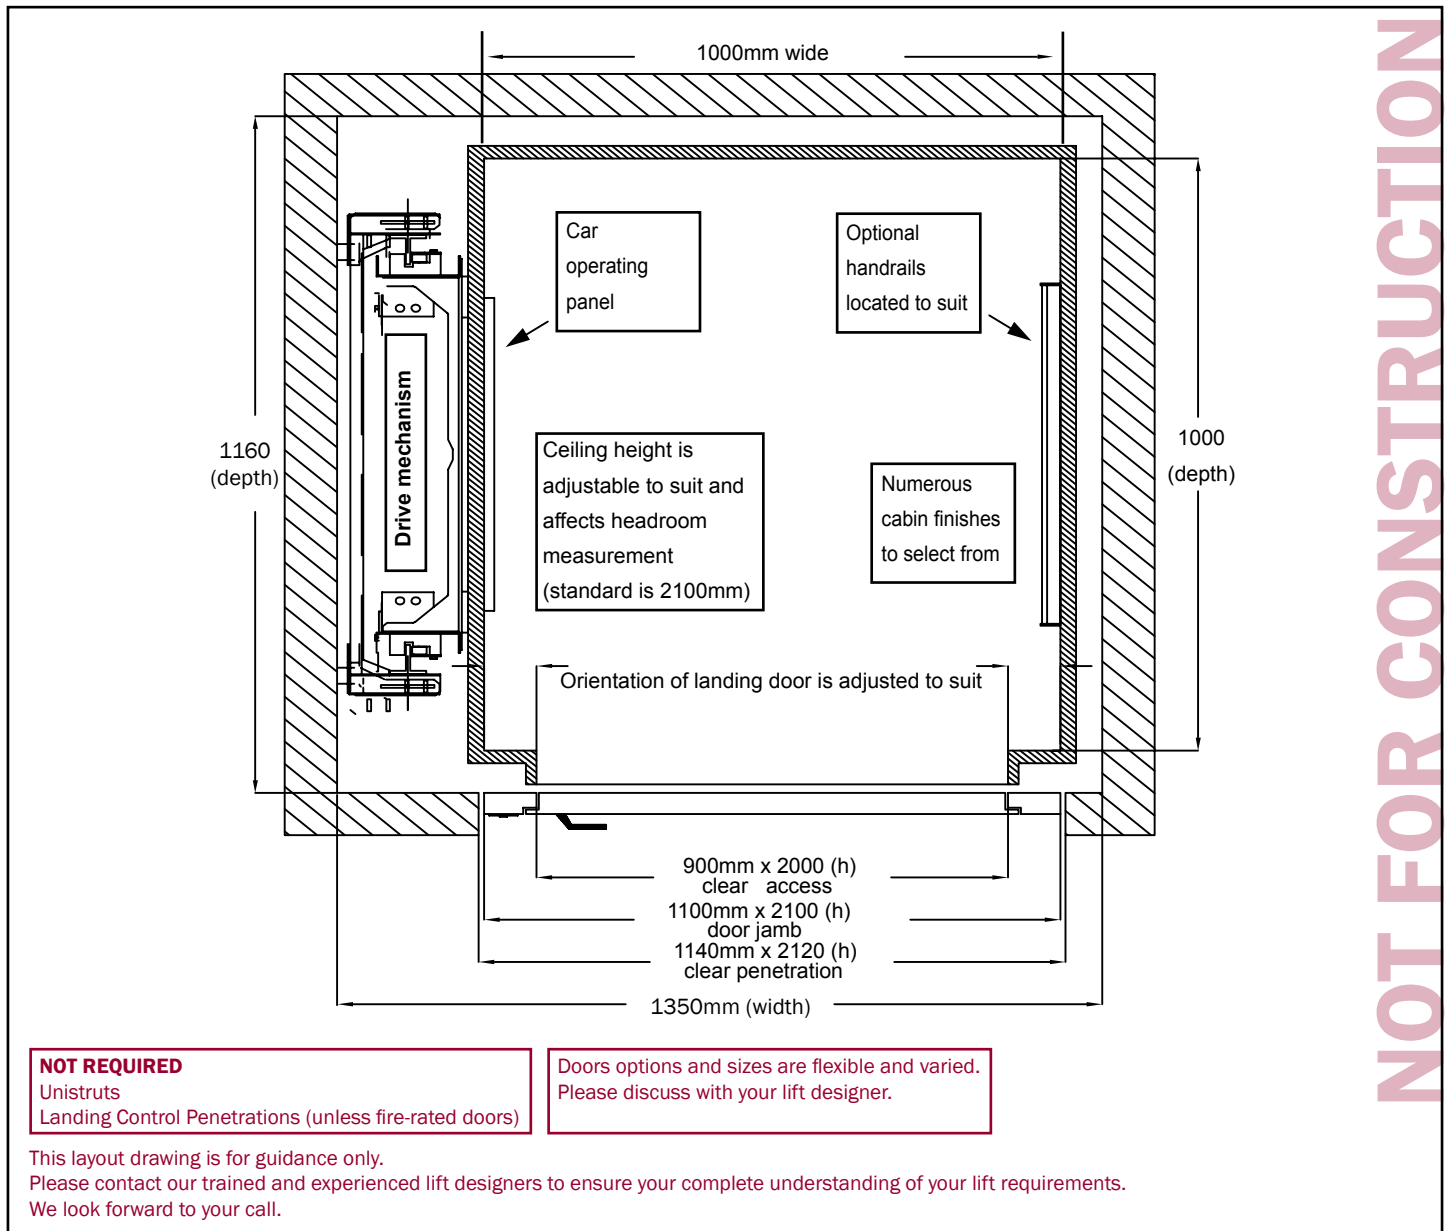 1000mm wide
Car
operating
panel
Optional
handrails
located to suit
Drive mechanism
1160
(depth)
Ceiling height is
adjustable to suit and
affects headroom
measurement
(standard is 2100mm)
Numerous
cabin finishes
to select from
1000
(depth)
Orientation of landing door is adjusted to suit
900mm x 2000 (h)
clear access
1100mm x 2100 (h)
door jamb
1140mm x 2120 (h)
clear penetration
1350mm (width)
NOT FOR CONSTRUCTION
NOT REQUIRED
Unistruts
Landing Control Penetrations (unless fire-rated doors)
Doors options and sizes are flexible and varied.
Please discuss with your lift designer.
This layout drawing is for guidance only.
Please contact our trained and experienced lift designers to ensure your complete understanding of your lift requirements.
We look forward to your call.